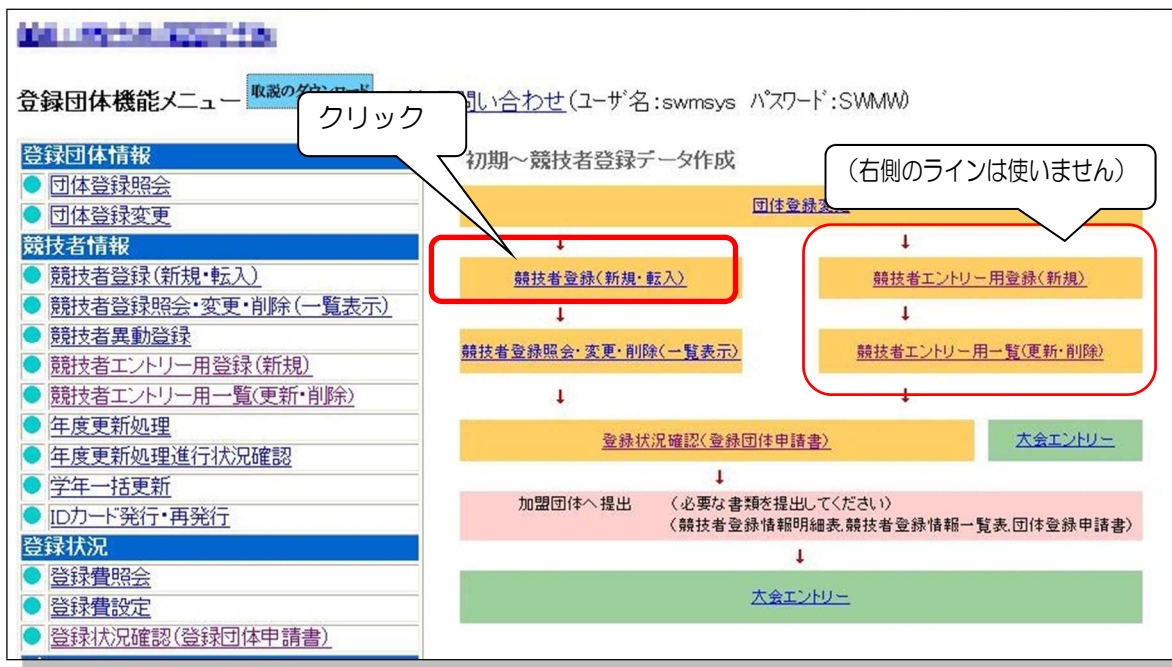 登録団体機能メニュー 取説のダウンロード 問い合わせ(ユーザ名:swmsys パスワード:SWMW)
クリック
登録団体情報
団体登録照会
団体登録変更
競技者情報
競技者登録(新規・転入)
競技者登録照会・変更・削除(一覧表示)
競技者異動登録
競技者エントリー用登録(新規)
競技者エントリー用一覧(更新・削除)
年度更新処理
年度更新処理進行状況確認
学年一括更新
IDカード発行・再発行
登録状況
登録費照会
登録費設定
登録状況確認(登録団体申請書)
初期~競技者登録データ作成
(右側のラインは使いません)
団体登録変更
↓ ↓
競技者登録(新規・転入) 競技者エントリー用登録(新規)
↓ ↓
競技者登録照会・変更・削除(一覧表示) 競技者エントリー用一覧(更新・削除)
↓ ↓
登録状況確認(登録団体申請書) 大会エントリー
↓
加盟団体へ提出 (必要な書類を提出してください)
(競技者登録情報明細表.競技者登録情報一覧表.団体登録申請書)
↓
大会エントリー